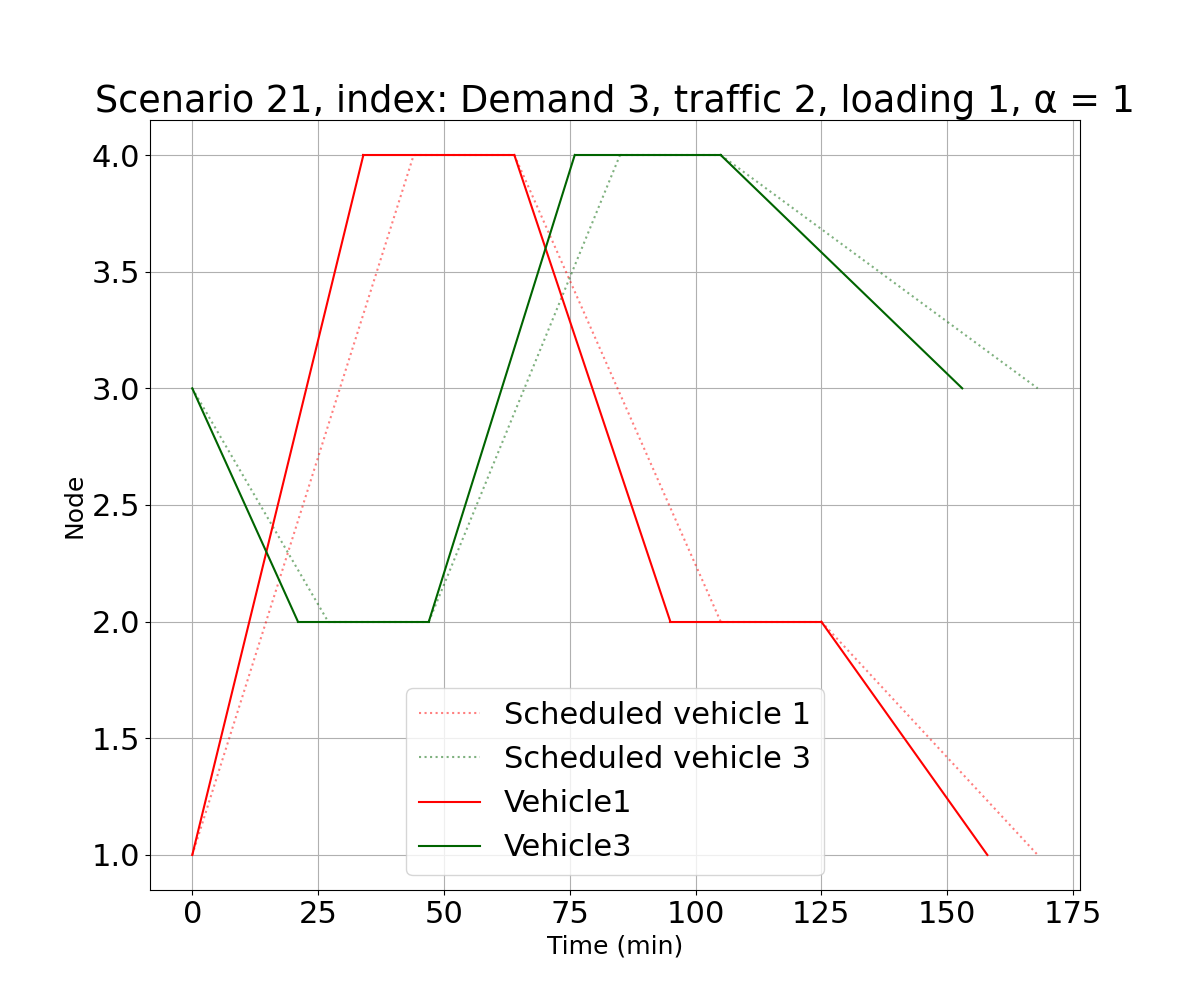 Scenario 21, index: Demand 3, traffic 2, loading 1, α = 1
4.0
3.5
3.0
2.5
2.0
1.5
1.0
Node
Scheduled vehicle 1
Scheduled vehicle 3
Vehicle1
Vehicle3
0 25 50 75 100 125 150 175
Time (min)